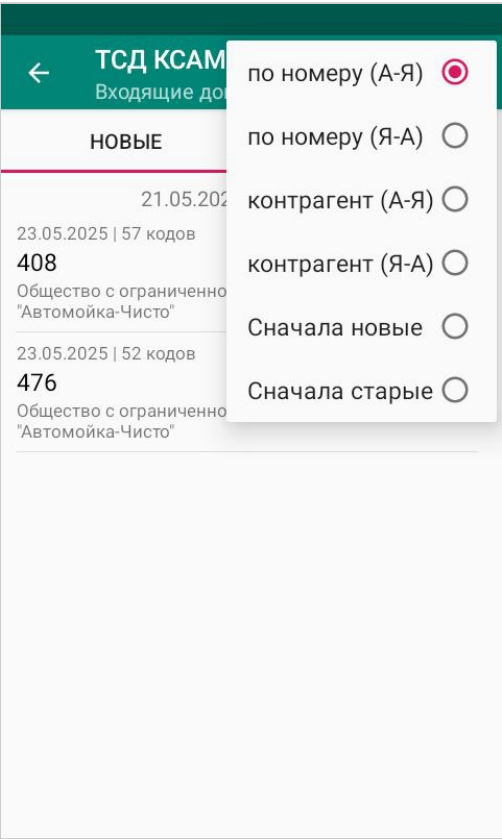 ТСД КСАМ
Входящие до
по номеру (А-Я)
по номеру (Я-А)
контрагент (А-Я)
контрагент (Я-А)
Сначала новые
Сначала старые
НОВЫЕ
21.05.202
23.05.2025 | 57 кодов
408
Общество с ограниченно
"Автомойка-Чисто"
23.05.2025 | 52 кодов
476
Общество с ограниченно
"Автомойка-Чисто"